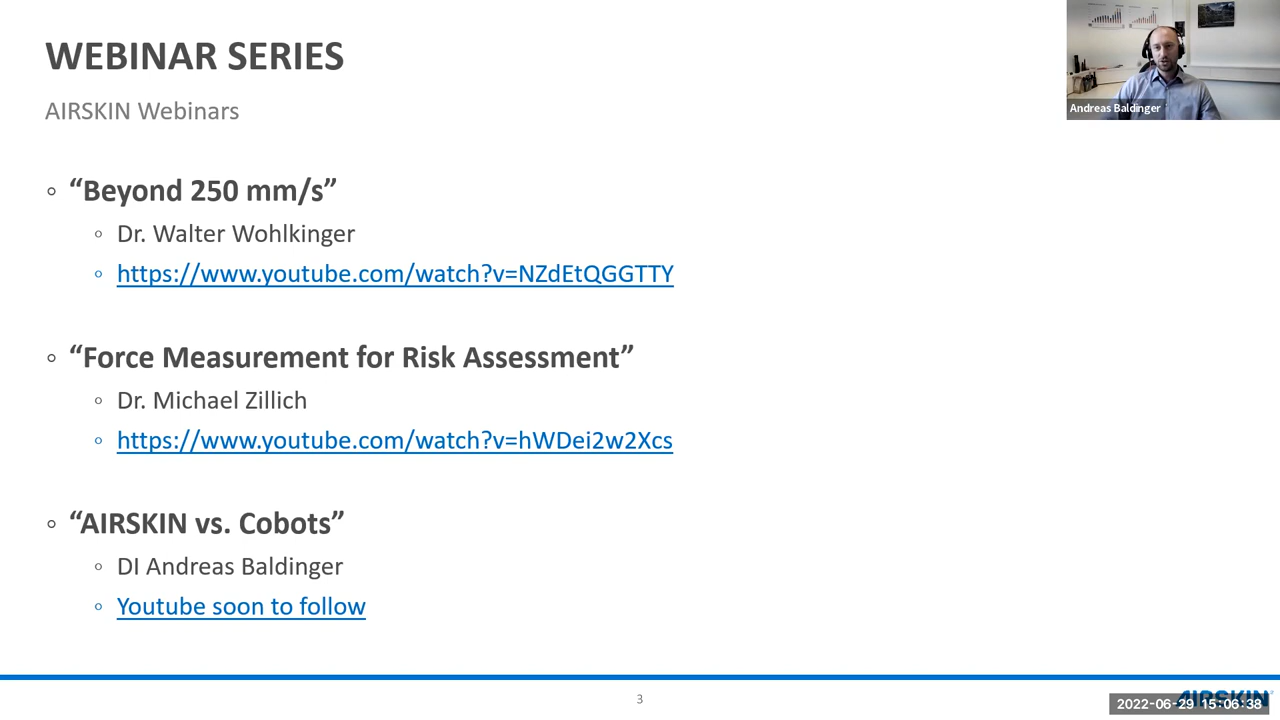 WEBINAR SERIES
AIRSKIN Webinars
“Beyond 250 mm/s”
Dr. Walter Wohlkinger
https://www.youtube.com/watch?v=NZdEtQGGTTY
“Force Measurement for Risk Assessment”
Dr. Michael Zillich
https://www.youtube.com/watch?v=hWDei2w2Xcs
“AIRSKIN vs. Cobots”
DI Andreas Baldinger
Youtube soon to follow
Andreas Baldinger
3
AIRSKIN
2022-06-29 15:06:38